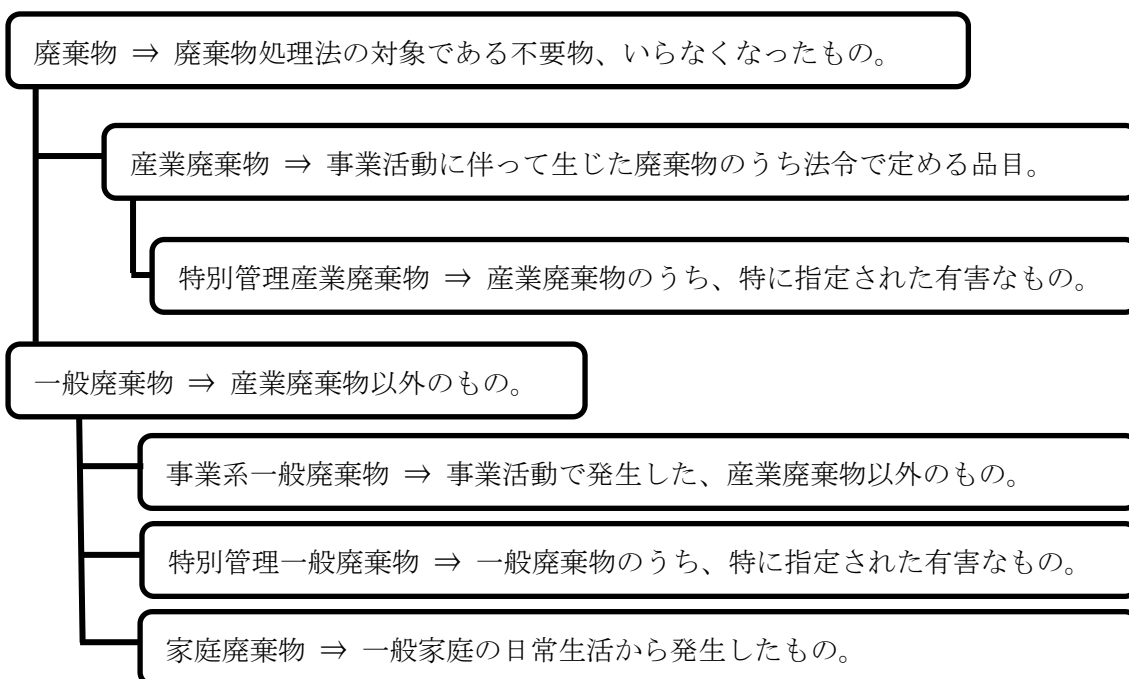 廃棄物 ⇒ 廃棄物処理法の対象である不要物、いらなくなったもの。
産業廃棄物 ⇒ 事業活動に伴って生じた廃棄物のうち法令で定める品目。
特別管理産業廃棄物 ⇒ 産業廃棄物のうち、特に指定された有害なもの。
一般廃棄物 ⇒ 産業廃棄物以外のもの。
事業系一般廃棄物 ⇒ 事業活動で発生した、産業廃棄物以外のもの。
特別管理一般廃棄物 ⇒ 一般廃棄物のうち、特に指定された有害なもの。
家庭廃棄物 ⇒ 一般家庭の日常生活から発生したもの。